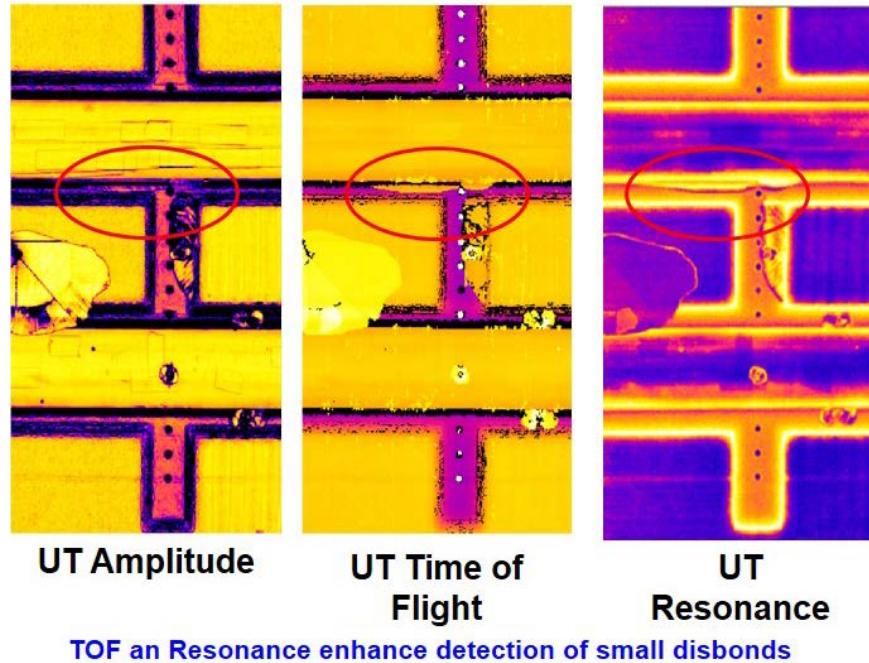 UT Amplitude
UT Time of
Flight
UT
Resonance
TOF an Resonance enhance detection of small disbonds